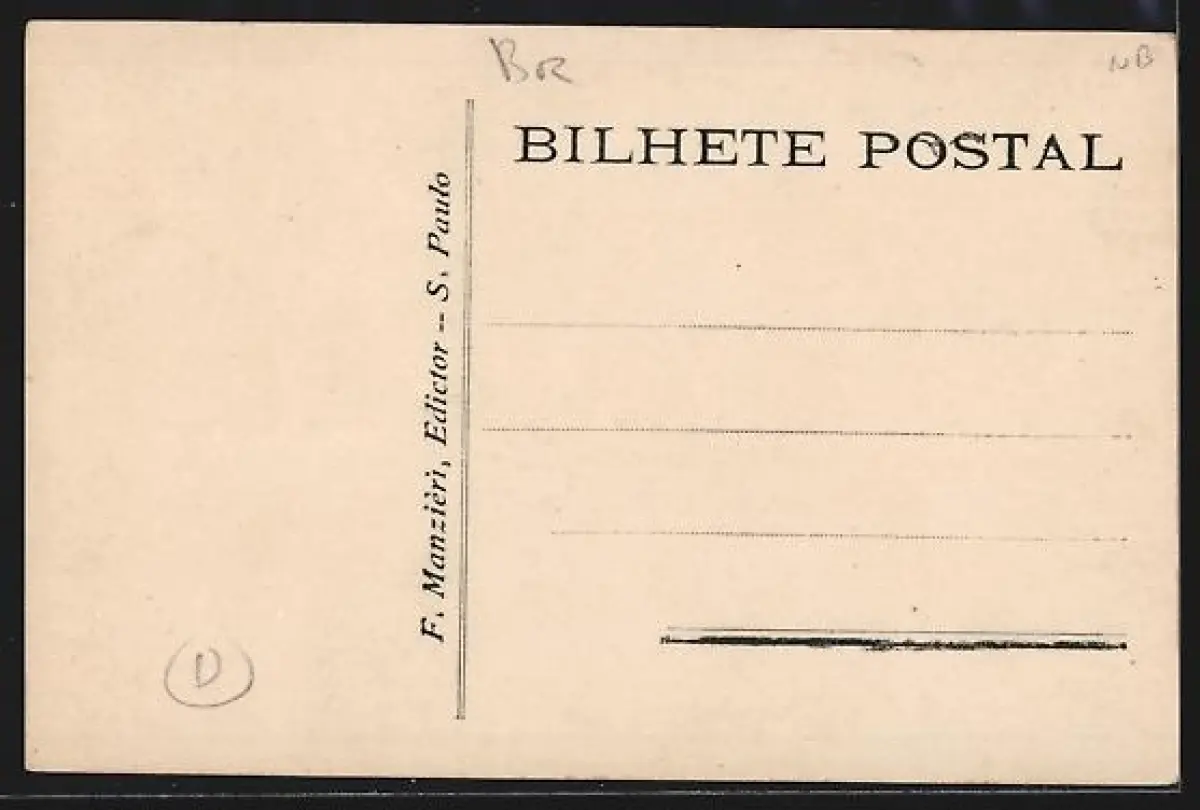 BR
NB
BILHETE POSTAL
F. Manzièri, Edictor — S. Paulo
D